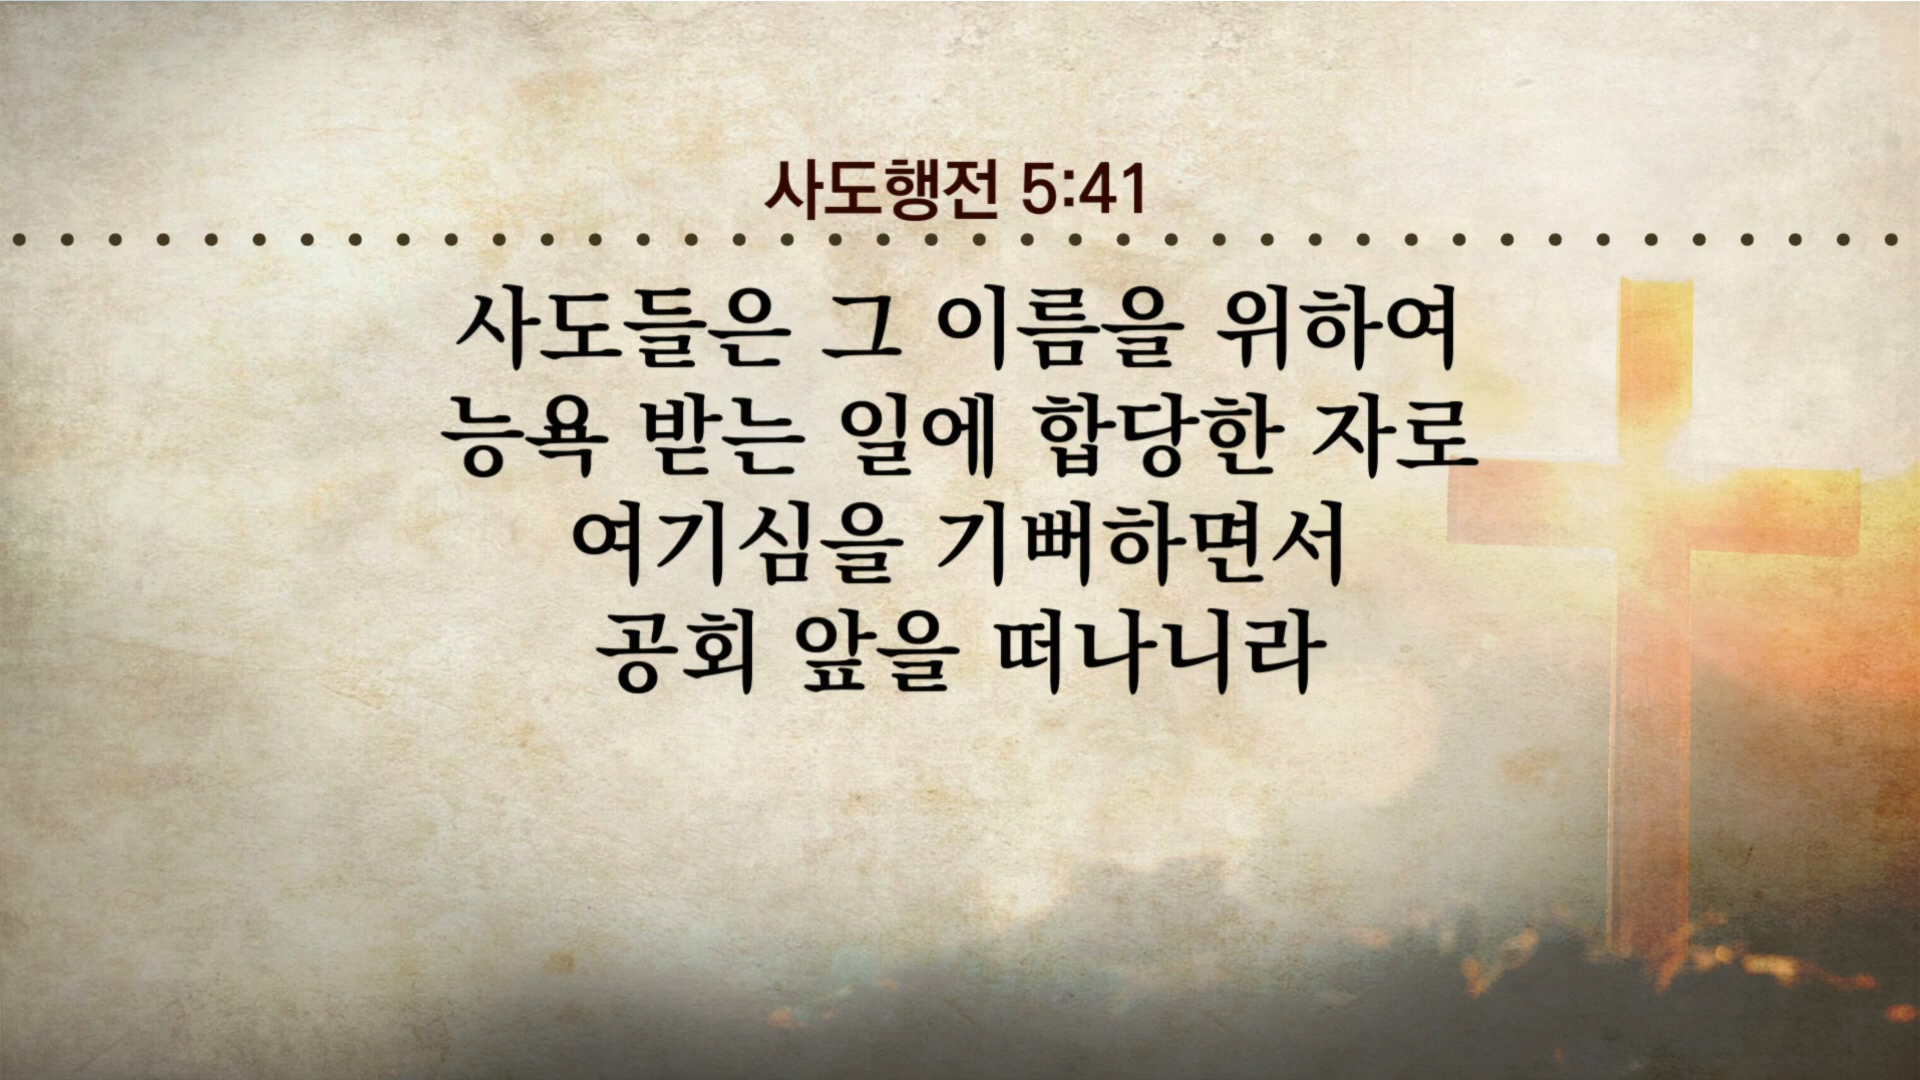 사도행전 5:41
사도들은 그 이름을 위하여
능욕 받는 일에 합당한 자로
여기심을 기뻐하면서
공회 앞을 떠나니라